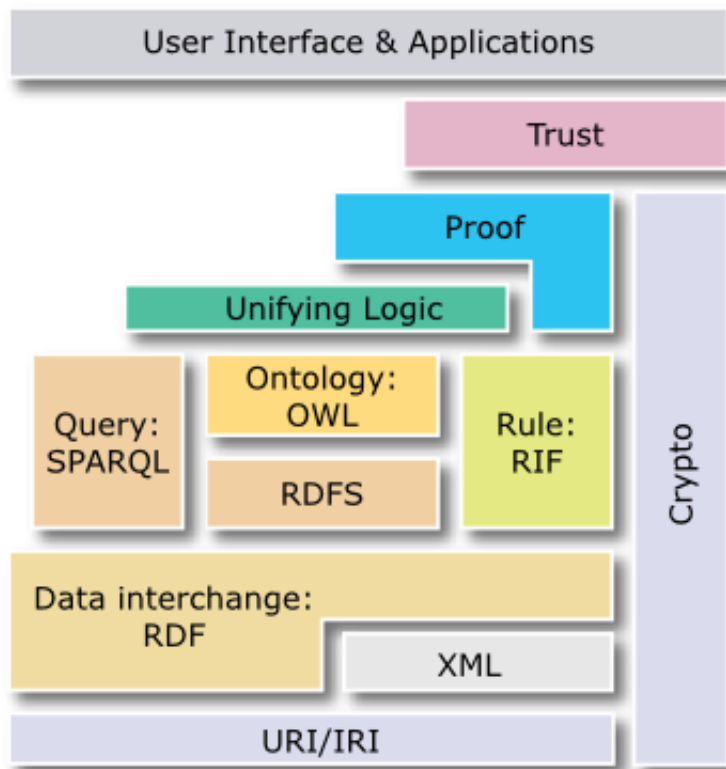 User Interface & Applications
Trust
Proof
Unifying Logic
Query:
SPARQL
Ontology:
OWL
RDFS
Rule:
RIF
Crypto
Data interchange:
RDF
XML
URI/IRI